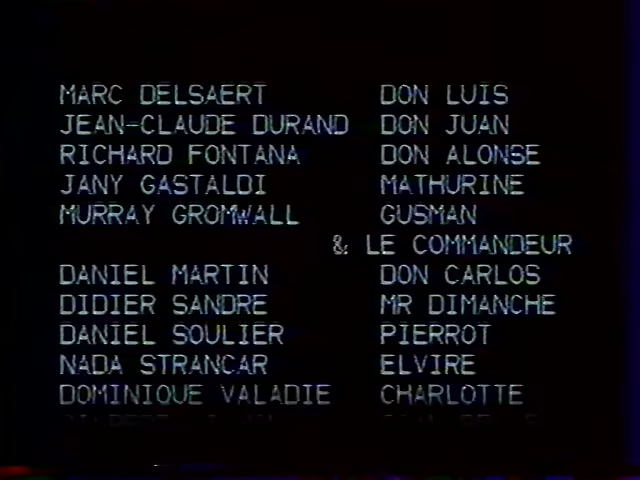 MARC DELSAERT DON LUIS
JEAN-CLAUDE DURAND DON JUAN
RICHARD FONTANA DON ALONSE
JANY GASTALDI MATHURINE
MURRAY GROMWALL GUSMAN
& LE COMMANDEUR
DANIEL MARTIN DON CARLOS
DIDIER SANDRE MR DIMANCHE
DANIEL SOULIER PIERROT
NADA STRANCAR ELVIRE
DOMINIQUE VALADIE CHARLOTTE